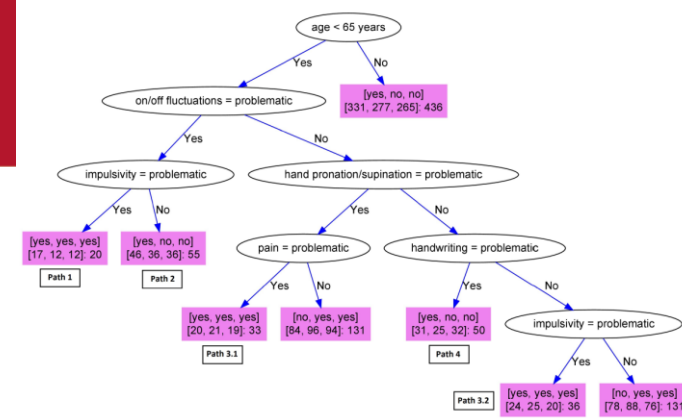 age < 65 years
Yes
No
on/off fluctuations = problematic
[yes, no, no]
[331, 277, 265]: 436
Yes
No
impulsivity = problematic
hand pronation/supination = problematic
Yes
No
Yes
No
[yes, yes, yes]
[17, 12, 12]: 20
[yes, no, no]
[46, 36, 36]: 55
pain = problematic
handwriting = problematic
Path 1
Path 2
Yes
No
Yes
No
[yes, yes, yes]
[20, 21, 19]: 33
[no, yes, yes]
[84, 96, 94]: 131
[yes, no, no]
[31, 25, 32]: 50
impulsivity = problematic
Path 3.1
Path 4
Yes
No
Path 3.2
[yes, yes, yes]
[24, 25, 20]: 36
[no, yes, yes]
[78, 88, 76]: 131